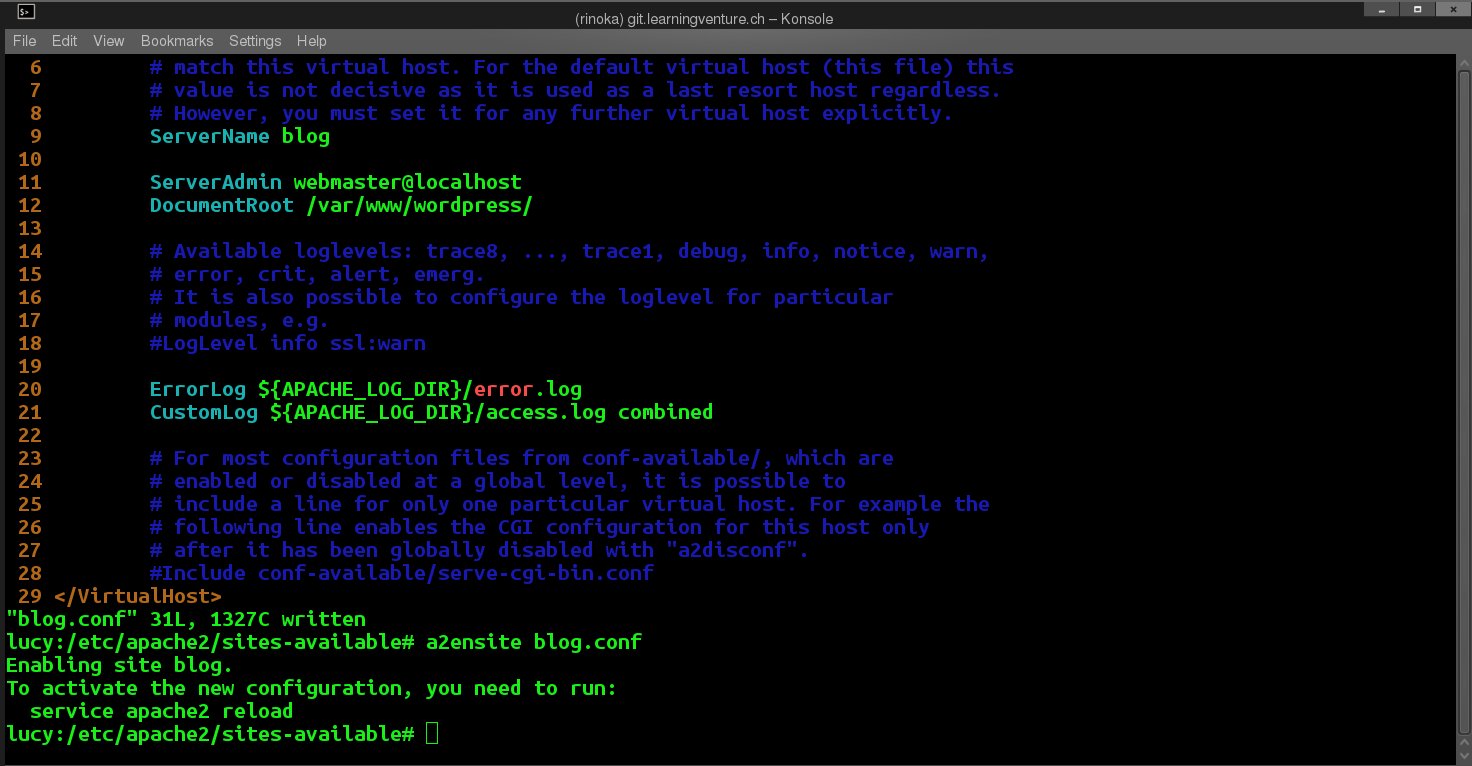 (rinoka) git.learningventure.ch – Konsole
File Edit View Bookmarks Settings Help
6 # match this virtual host. For the default virtual host (this file) this
7 # value is not decisive as it is used as a last resort host regardless.
8 # However, you must set it for any further virtual host explicitly.
9 ServerName blog
10
11 ServerAdmin webmaster@localhost
12 DocumentRoot /var/www/wordpress/
13
14 # Available loglevels: trace8, ..., trace1, debug, info, notice, warn,
15 # error, crit, alert, emerg.
16 # It is also possible to configure the loglevel for particular
17 # modules, e.g.
18 #LogLevel info ssl:warn
19
20 ErrorLog ${APACHE_LOG_DIR}/error.log
21 CustomLog ${APACHE_LOG_DIR}/access.log combined
22
23 # For most configuration files from conf-available/, which are
24 # enabled or disabled at a global level, it is possible to
25 # include a line for only one particular virtual host. For example the
26 # following line enables the CGI configuration for this host only
27 # after it has been globally disabled with "a2disconf".
28 #Include conf-available/serve-cgi-bin.conf
29 </VirtualHost>
"blog.conf" 31L, 1327C written
lucy:/etc/apache2/sites-available# a2ensite blog.conf
Enabling site blog.
To activate the new configuration, you need to run:
service apache2 reload
lucy:/etc/apache2/sites-available#